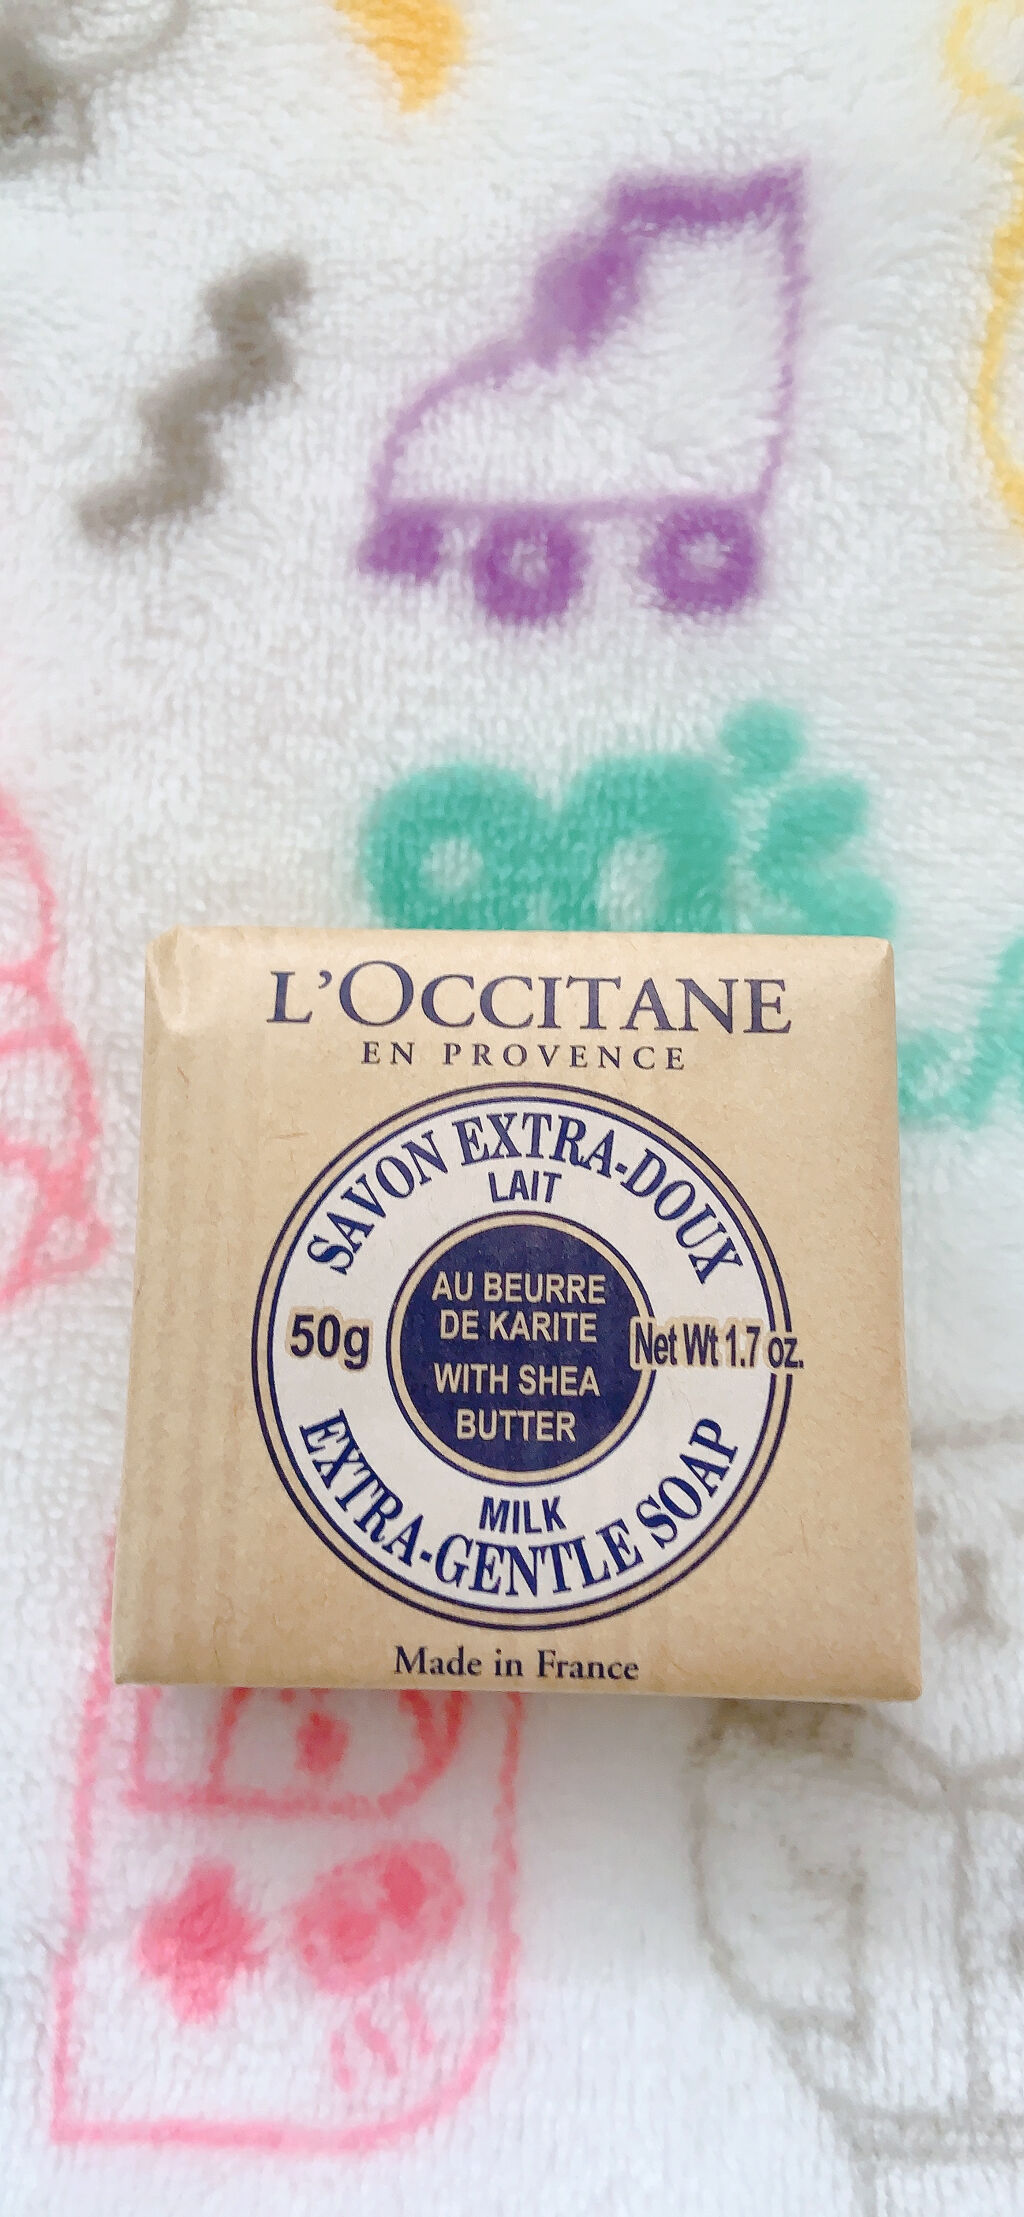 L'OCCITANE
EN PROVENCE
SAVON EXTRA-DOUX
LAIT
AU BEURRE
DE KARITE
WITH SHEA
BUTTER
50g
Net Wt 1.7 oz.
MILK
EXTRA-GENTLE SOAP
Made in France